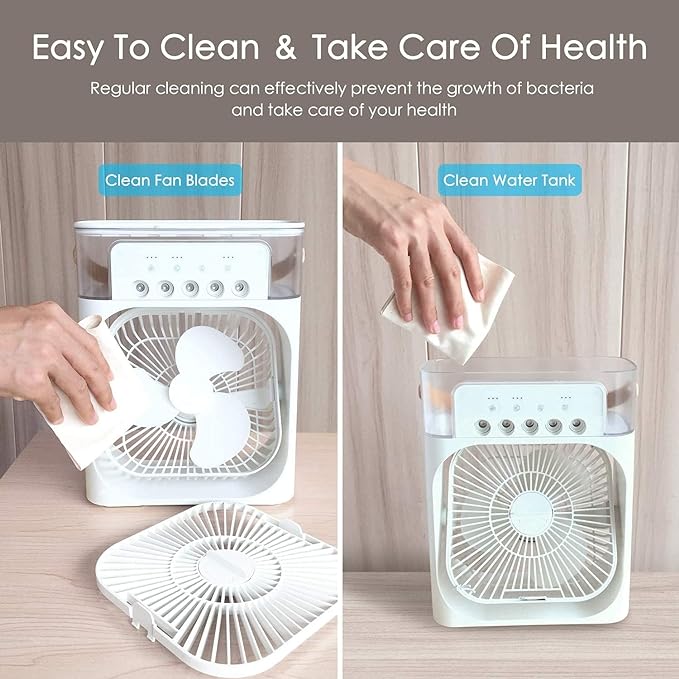 Easy To Clean & Take Care Of Health
Regular cleaning can effectively prevent the growth of bacteria
and take care of your health
Clean Fan Blades
Clean Water Tank